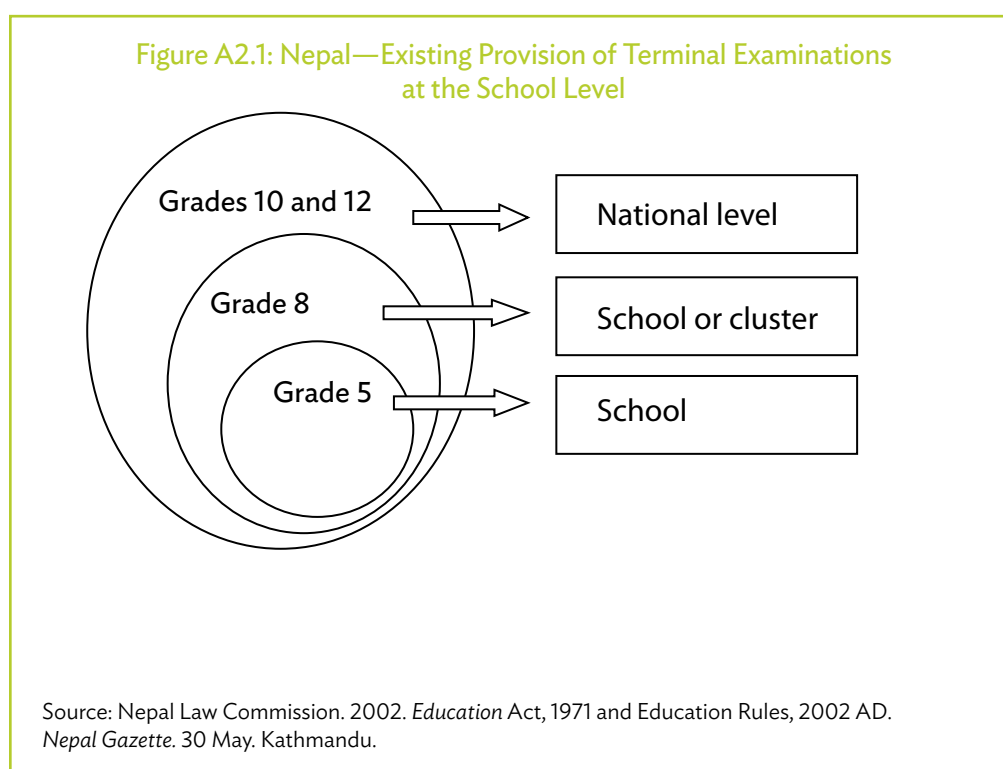 Figure A2.1: Nepal—Existing Provision of Terminal Examinations
at the School Level
Grades 10 and 12
National level
Grade 8
School or cluster
Grade 5
School
Source: Nepal Law Commission. 2002. Education Act, 1971 and Education Rules, 2002 AD.
Nepal Gazette. 30 May. Kathmandu.